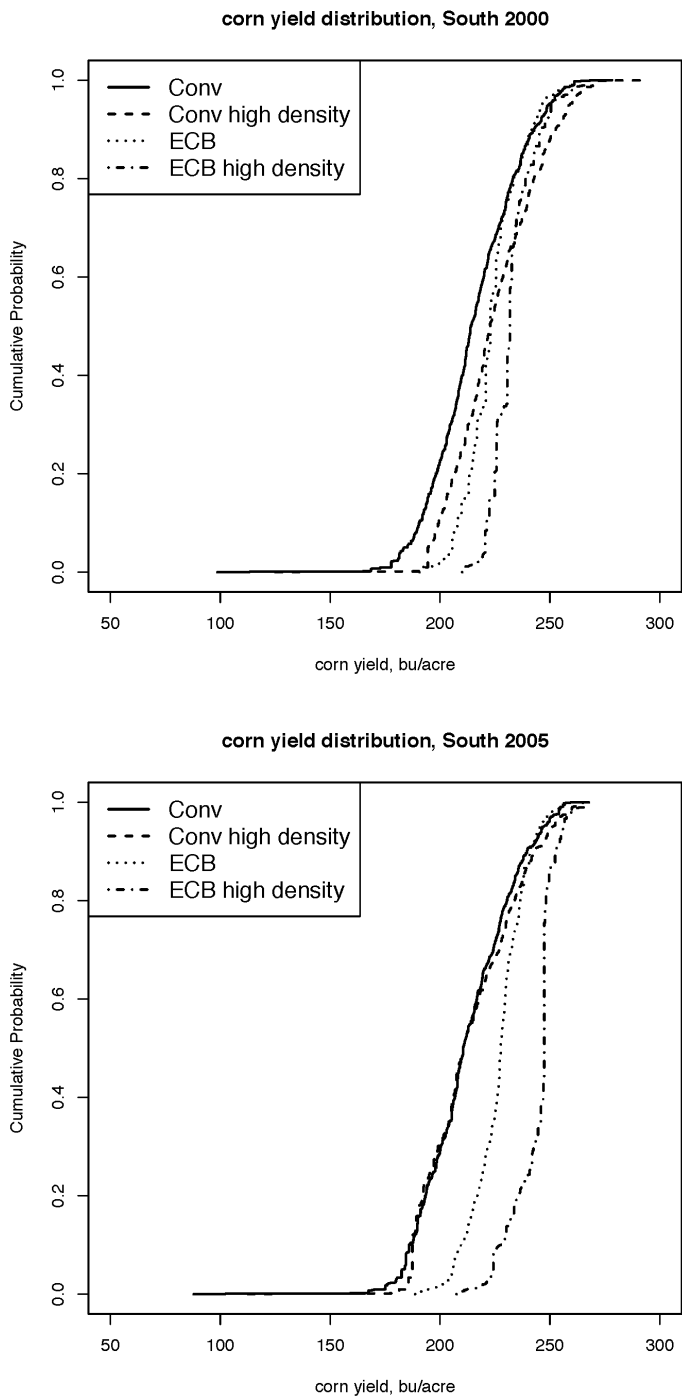 corn yield distribution, South 2000
Conv
Conv high density
ECB
ECB high density
Cumulative Probability
1.0
0.8
0.6
0.4
0.2
0.0
50 100 150 200 250 300
corn yield, bu/acre
corn yield distribution, South 2005
Conv
Conv high density
ECB
ECB high density
Cumulative Probability
1.0
0.8
0.6
0.4
0.2
0.0
50 100 150 200 250 300
corn yield, bu/acre